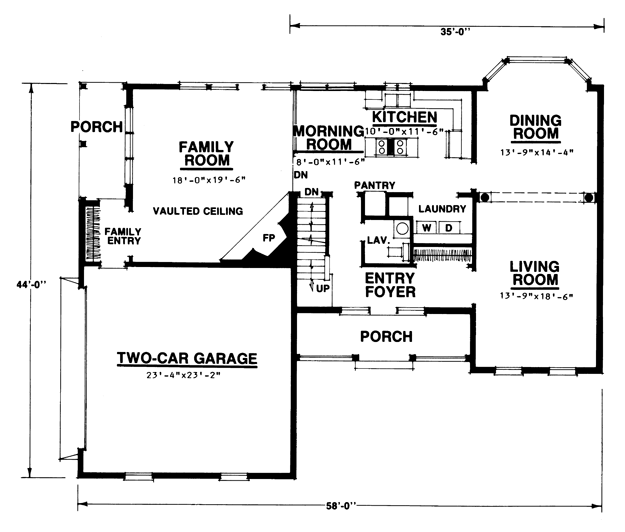 35'-0"
PORCH
FAMILY
ROOM
18'-0"x19'-6"
VAULTED CEILING
MORNING
ROOM
8'-0"x11'-6"
KITCHEN
10'-0"x11'-6"
DINING
ROOM
13'-9"x14'-4"
DN
DN
PANTRY
LAUNDRY
W D
LAV.
FAMILY
ENTRY
FP
UP
ENTRY
FOYER
LIVING
ROOM
13'-9"x18'-6"
44'-0"
PORCH
TWO-CAR GARAGE
23'-4"x23'-2"
58'-0"